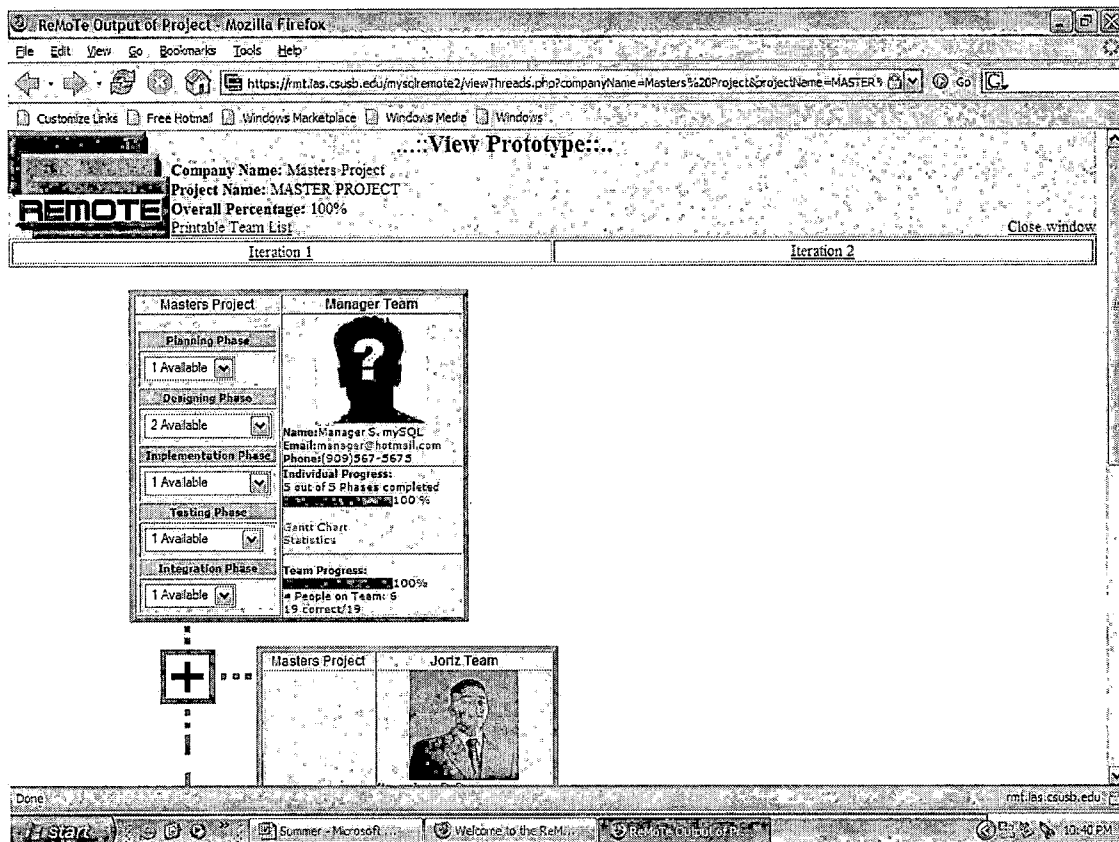 ReMoTe Output of Project - Mozilla Firefox
File Edit View Go Bookmarks Tools Help
https://rmt.las.csusb.edu/mysqlremote2/viewThreads.php?companyName=Masters%20Project&projectName=MASTER% Go
Customize Links Free Hotmail Windows Marketplace Windows Media Windows
...::View Prototype::..
Company Name: Masters Project
Project Name: MASTER PROJECT
REMOTE Overall Percentage: 100%
Printable Team List Close window
Iteration 1 Iteration 2
Masters Project Manager Team
Planning Phase
?
1 Available
Designing Phase
2 Available
Name:Manager S. mySQL
Email:manager@hotmail.com
Implementation Phase Phone:(909)567-5675
Individual Progress:
1 Available 5 out of 5 Phases completed
100 %
Testing Phase
Gantt Chart
1 Available Statistics
Integration Phase Team Progress:
100%
1 Available # People on Team: 6
19 correct/19
+
Masters Project Jortz Team
Done rmt.las.csusb.edu
start Summer - Microsoft ... Welcome to the ReM... ReMoTe Output of P... 10:40 PM